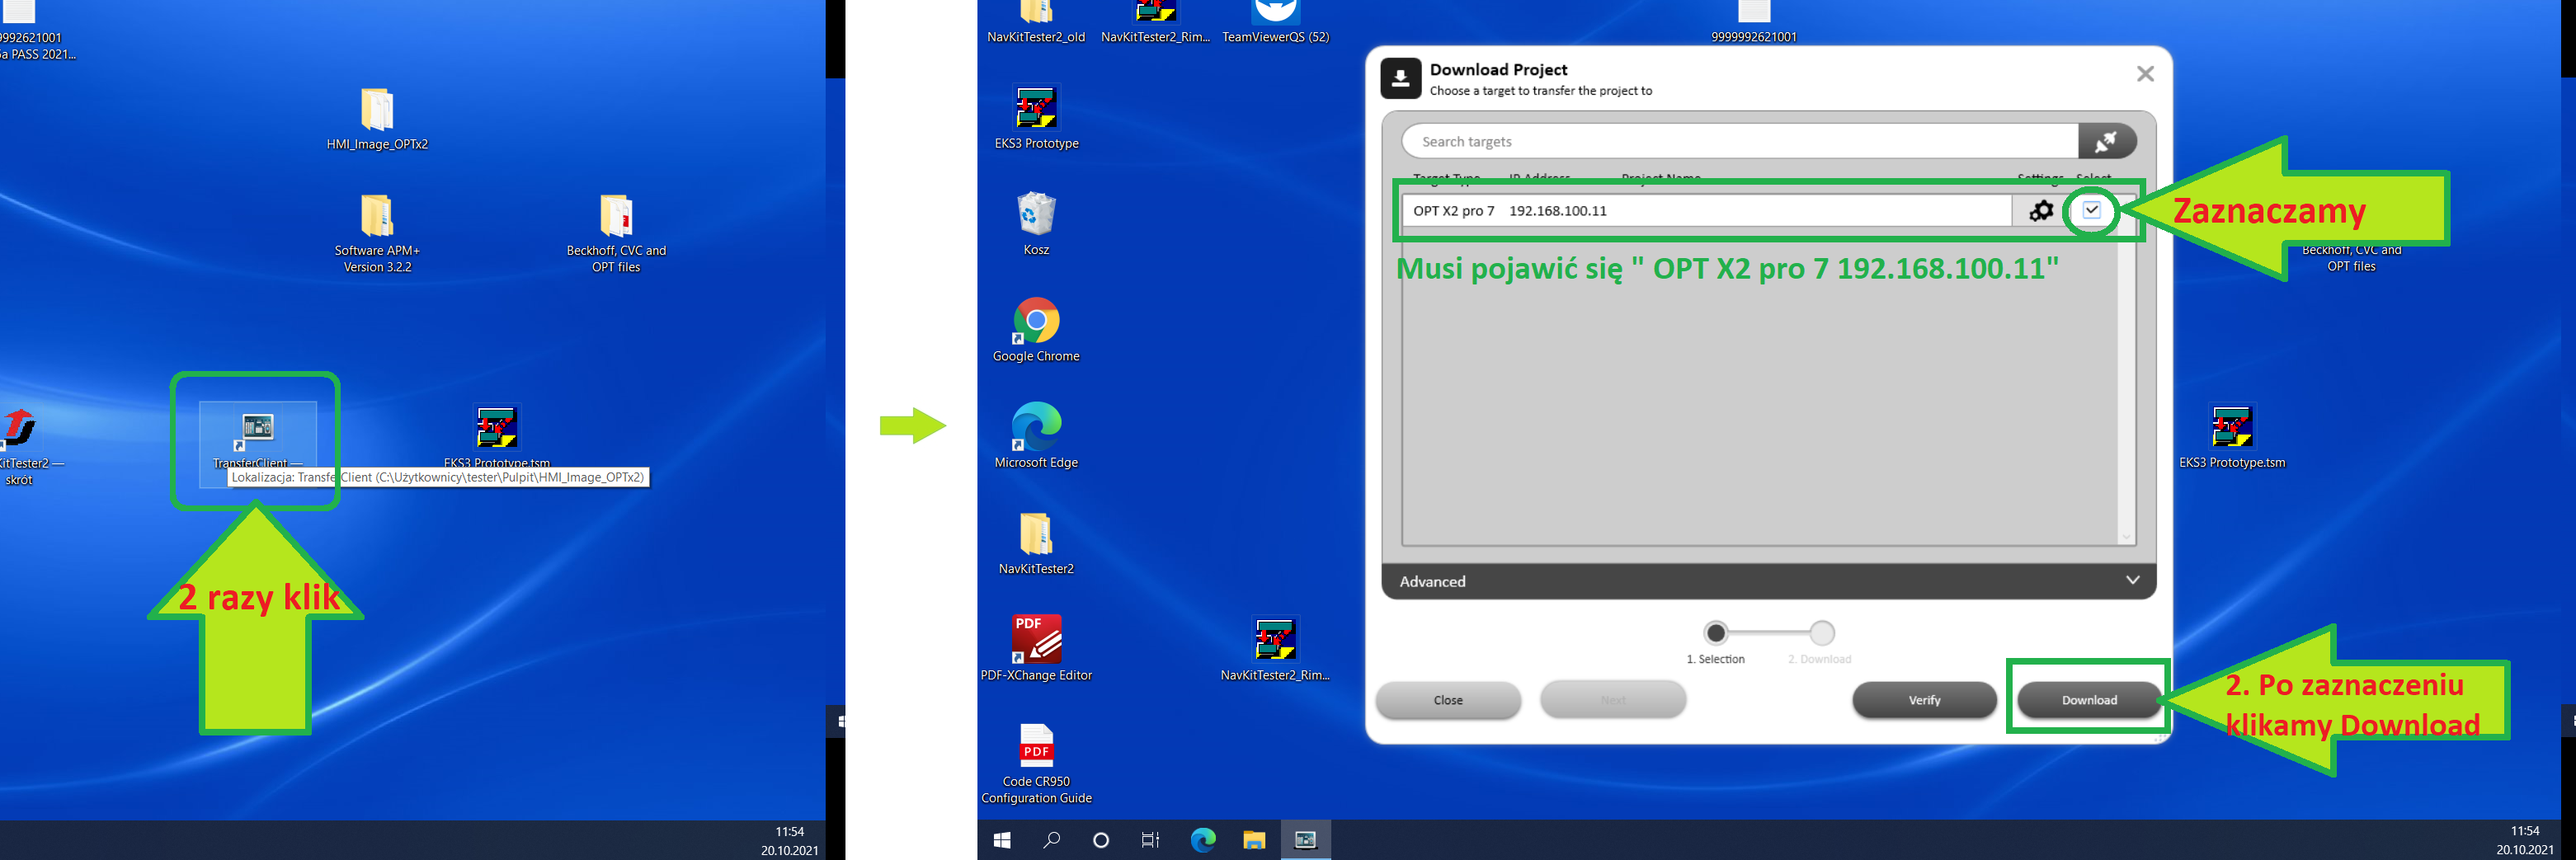 9992621001
a PASS 2021...
HMI_Image_OPTx2
Software APM+
Version 3.2.2
Beckhoff, CVC and
OPT files
KitTester2 —
skrót
TransferClient —
EKS3 Prototype.tsm
Lokalizacja: TransferClient (C:\Użytkownicy\tester\Pulpit\HMI_Image_OPTx2)
2 razy klik
11:54
20.10.2021
NavKitTester2_old
NavKitTester2_Rim...
TeamViewerQS (52)
9999992621001
EKS3 Prototype
Kosz
Google Chrome
Microsoft Edge
NavKitTester2
PDF
PDF-XChange Editor
NavKitTester2_Rim...
PDF
Code CR950
Configuration Guide
Download Project
Choose a target to transfer the project to
Search targets
Target Type IP Address Project Name Settings Select
OPT X2 pro 7 192.168.100.11
Zaznaczamy
Musi pojawić się " OPT X2 pro 7 192.168.100.11"
Advanced
1. Selection
2. Download
Close
Next
Verify
Download
2. Po zaznaczeniu
klikamy Download
Beckhoff, CVC and
OPT files
EKS3 Prototype.tsm
11:54
20.10.2021